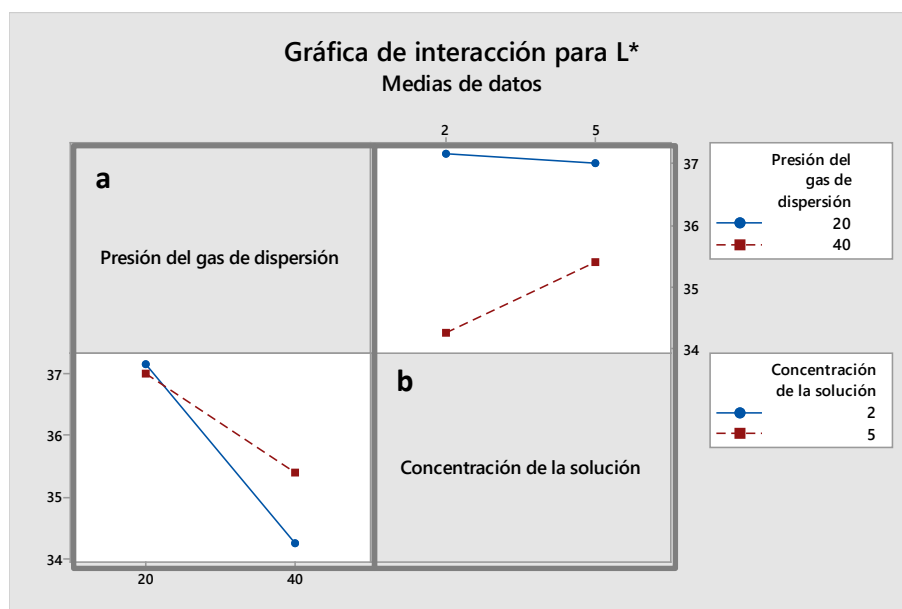 Gráfica de interacción para L*
Medias de datos
2 5
a
Presión del gas de dispersión
37
36
35
34
Presión del
gas de
dispersión
20
40
37
36
35
34
20 40
b
Concentración de la solución
Concentración
de la solución
2
5